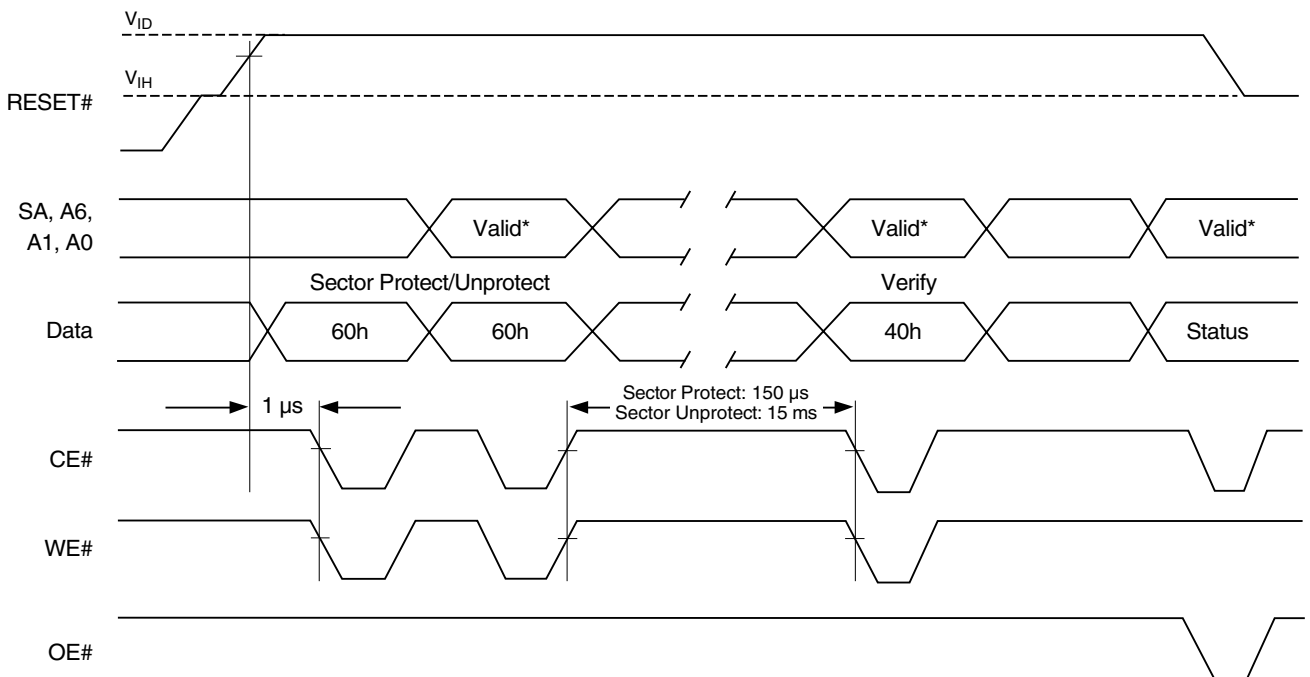 VID
VIH
RESET#
SA, A6,
A1, A0
Valid*
Valid*
Valid*
Sector Protect/Unprotect
Verify
Data
60h
60h
40h
Status
1 µs
Sector Protect: 150 µs
Sector Unprotect: 15 ms
CE#
WE#
OE#